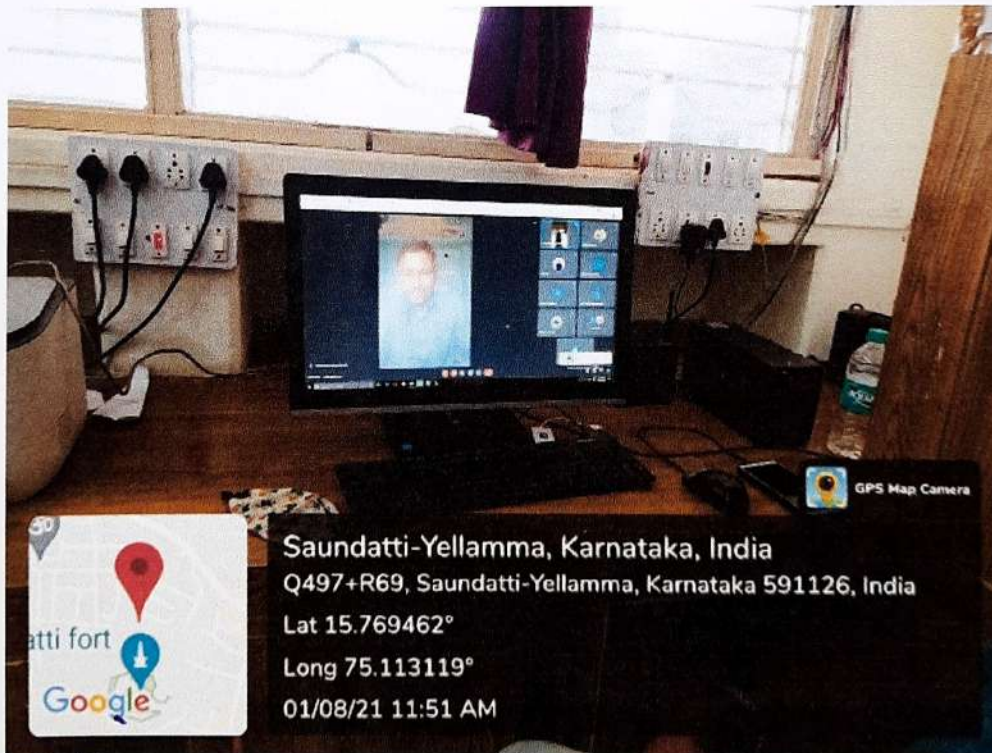 GPS Map Camera
Saundatti-Yellamma, Karnataka, India
Q497+R69, Saundatti-Yellamma, Karnataka 591126, India
Lat 15.769462°
Long 75.113119°
01/08/21 11:51 AM
atti fort
Google